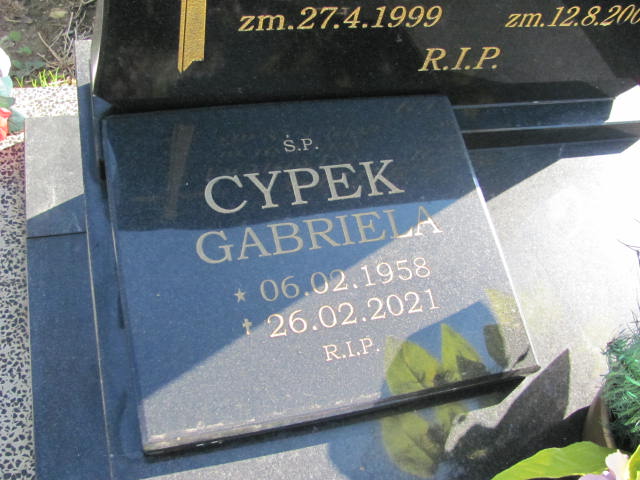 zm.27.4.1999 zm.12.8.200
R.I.P.
Ś.P.
CYPEK
GABRIELA
* 06.02.1958
† 26.02.2021
R.I.P.